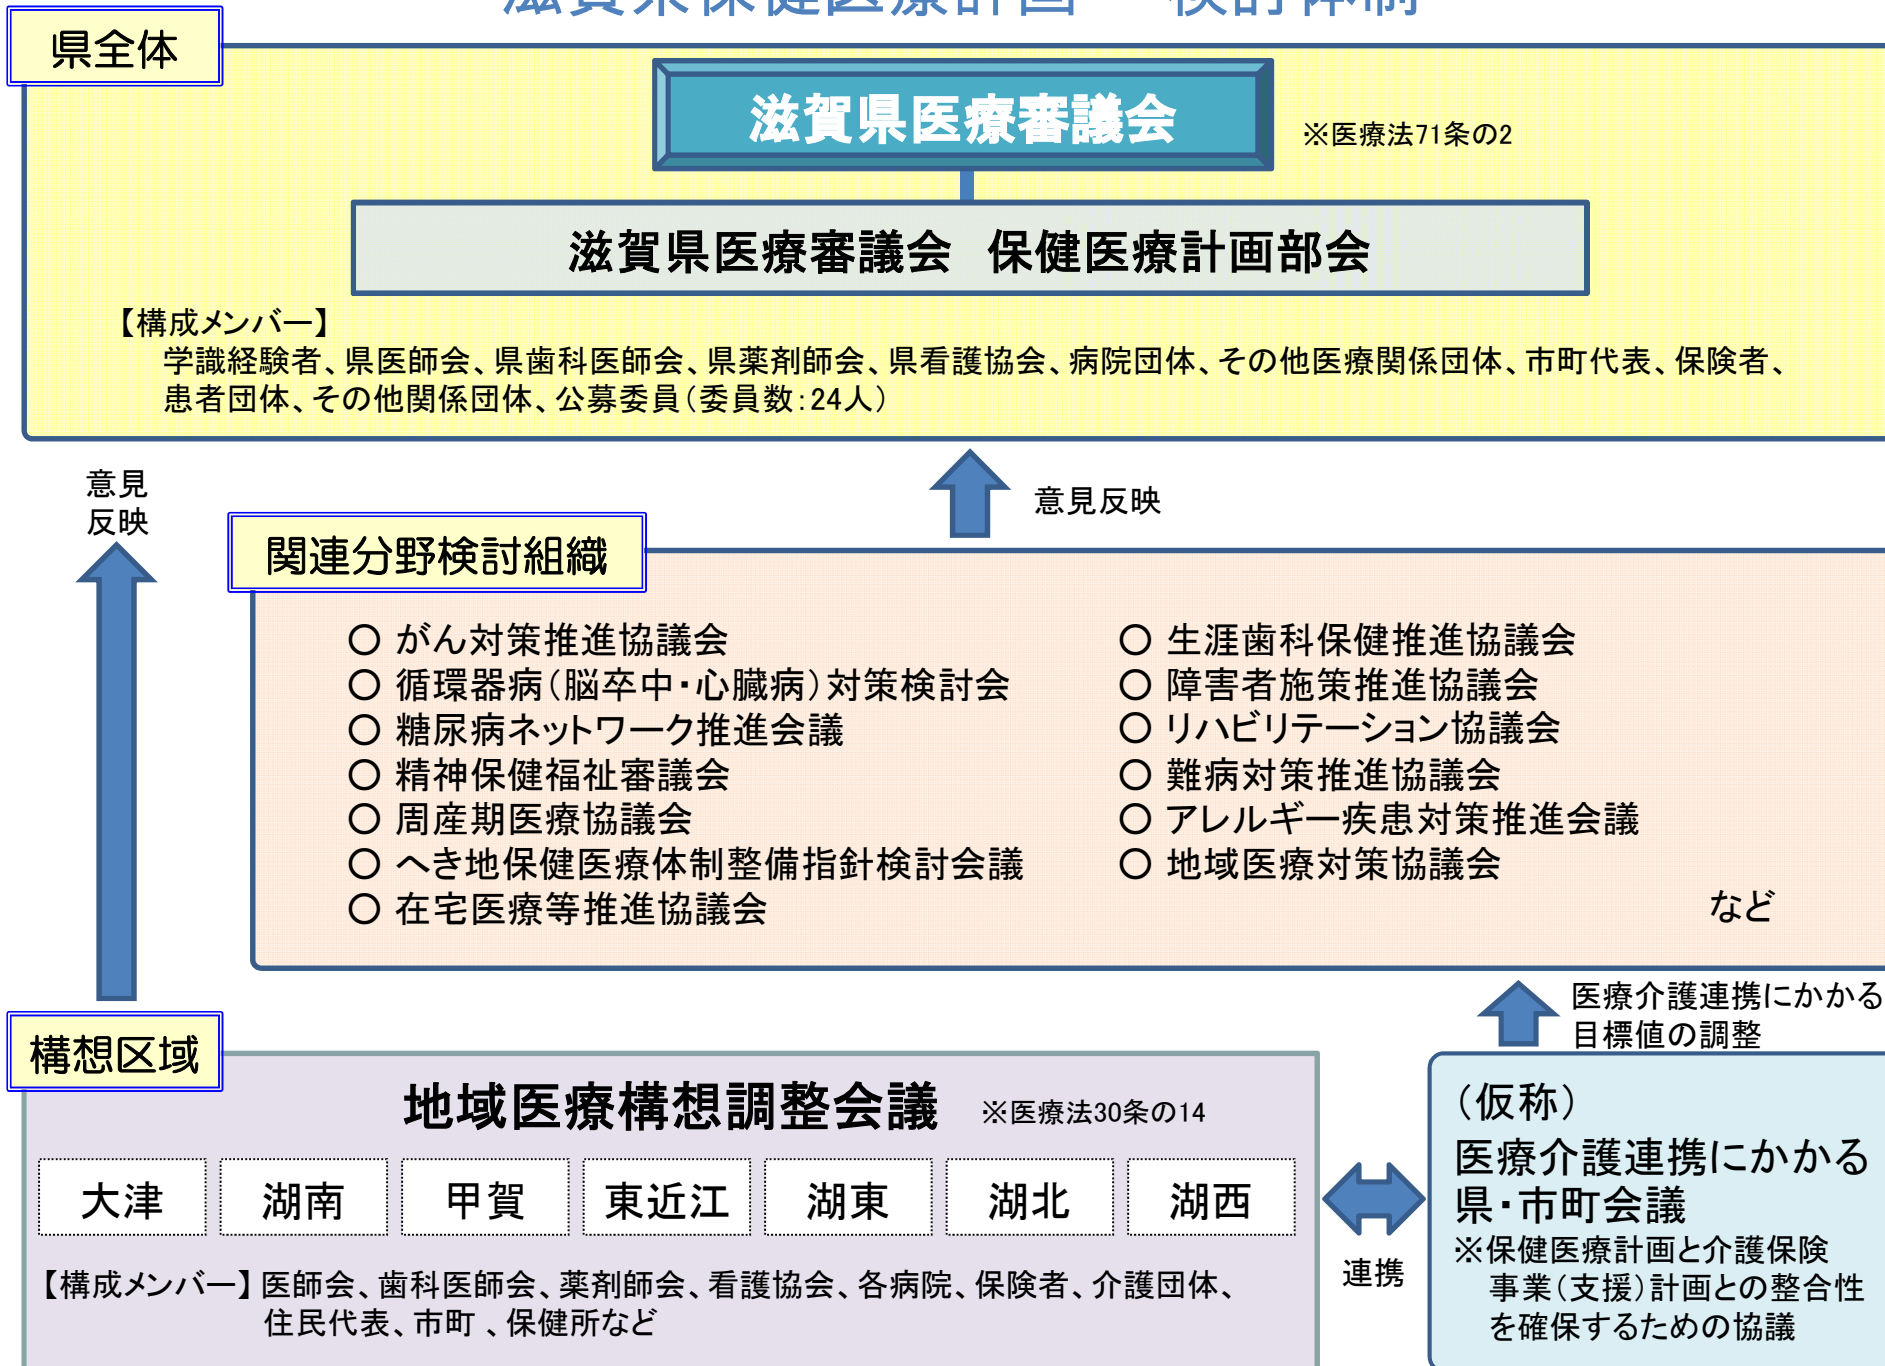 滋賀県保健医療計画 検討体制
県全体
滋賀県医療審議会
※医療法71条の2
滋賀県医療審議会 保健医療計画部会
【構成メンバー】
学識経験者、県医師会、県歯科医師会、県薬剤師会、県看護協会、病院団体、その他医療関係団体、市町代表、保険者、
患者団体、その他関係団体、公募委員(委員数:24人)
意見
反映
意見反映
関連分野検討組織
○ がん対策推進協議会
○ 循環器病(脳卒中・心臓病)対策検討会
○ 糖尿病ネットワーク推進会議
○ 精神保健福祉審議会
○ 周産期医療協議会
○ へき地保健医療体制整備指針検討会議
○ 在宅医療等推進協議会
○ 生涯歯科保健推進協議会
○ 障害者施策推進協議会
○ リハビリテーション協議会
○ 難病対策推進協議会
○ アレルギー疾患対策推進会議
○ 地域医療対策協議会
など
医療介護連携にかかる
目標値の調整
構想区域
地域医療構想調整会議 ※医療法30条の14
大津 湖南 甲賀 東近江 湖東 湖北 湖西
【構成メンバー】医師会、歯科医師会、薬剤師会、看護協会、各病院、保険者、介護団体、
住民代表、市町 、保健所など
連携
(仮称)
医療介護連携にかかる
県・市町会議
※保健医療計画と介護保険
事業(支援)計画との整合性
を確保するための協議